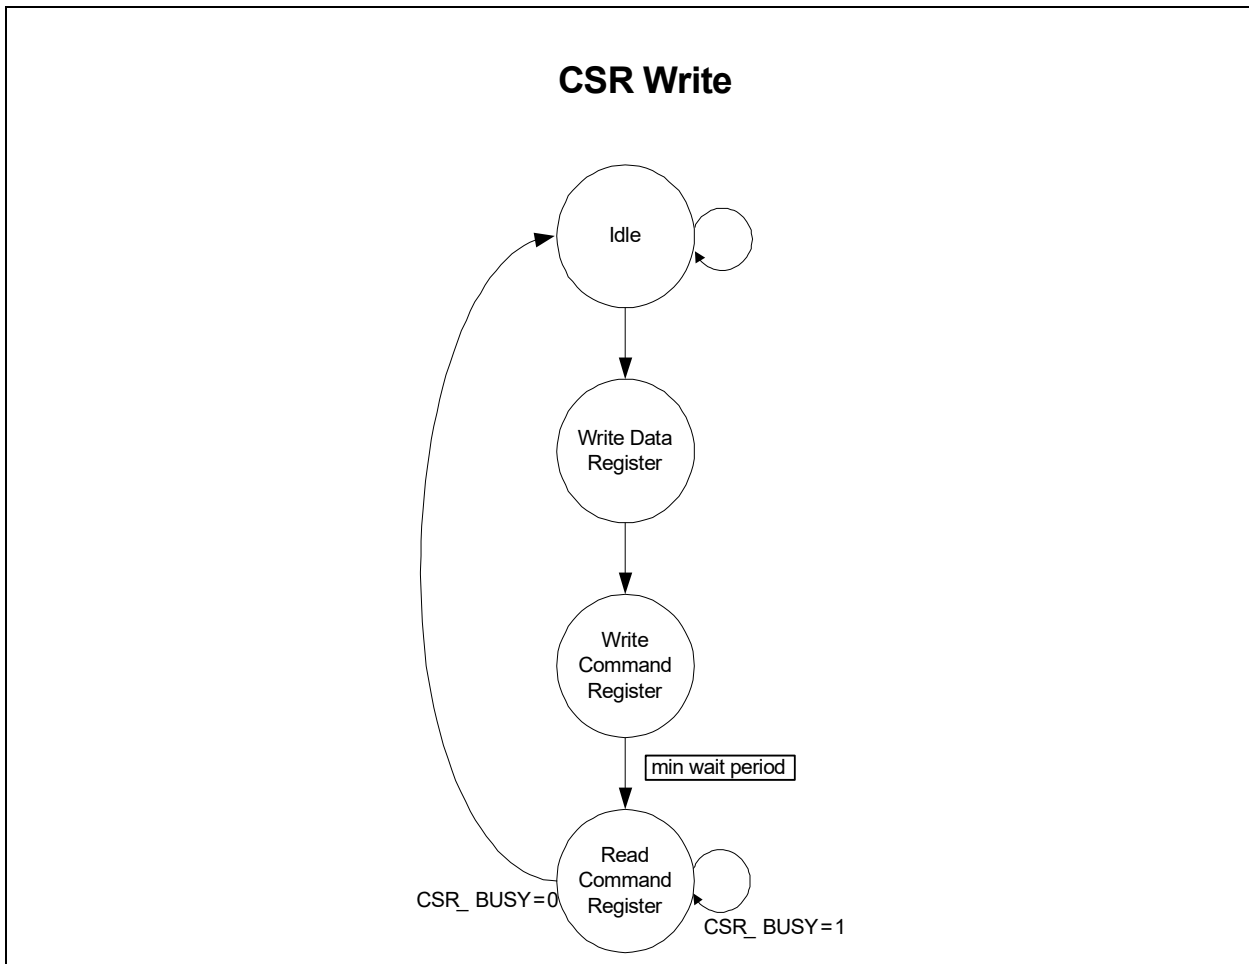 CSR Write
Idle
Write Data
Register
Write
Command
Register
min wait period
Read
Command
Register
CSR_ BUSY=0
CSR_ BUSY=1